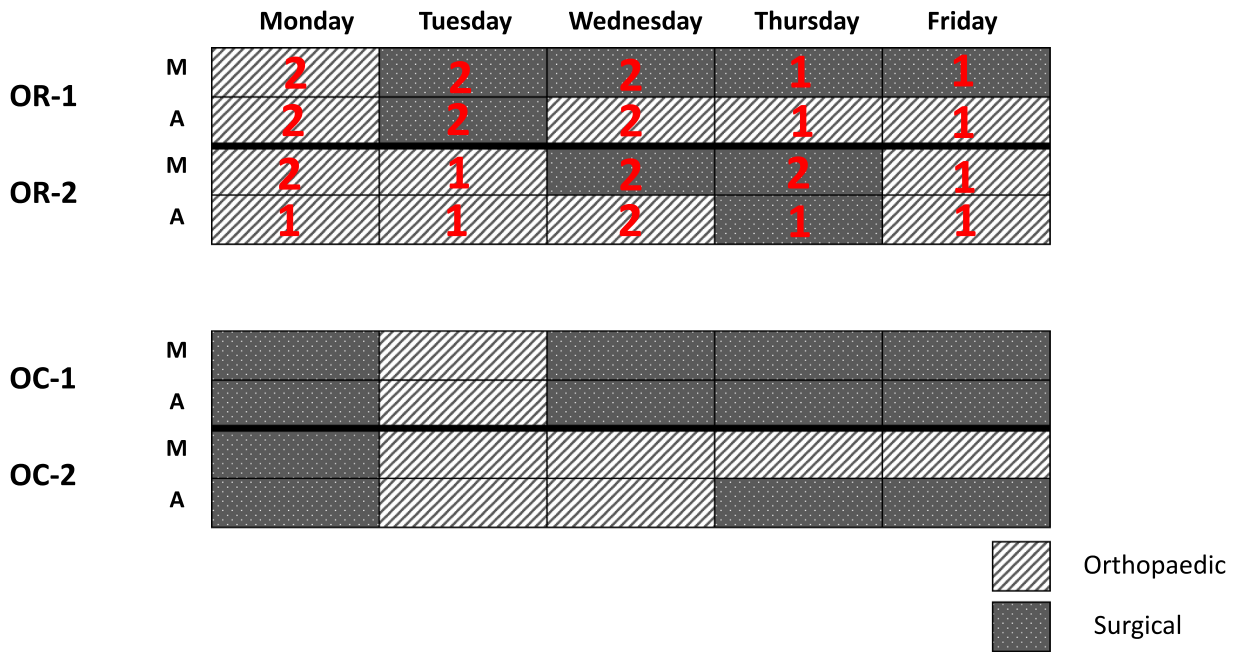 Monday Tuesday Wednesday Thursday Friday
OR-1
M 2 2 2 1 1
A 2 2 2 1 1
OR-2
M 2 1 2 2 1
A 1 1 2 1 1
OC-1
M
A
OC-2
M
A
Orthopaedic
Surgical